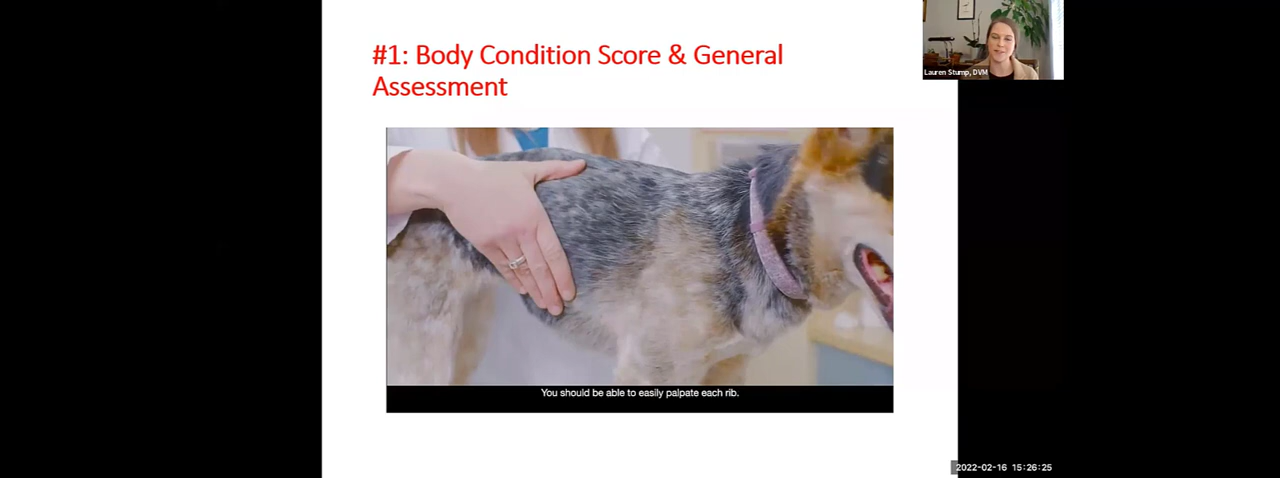 #1: Body Condition Score & General
Assessment
Lauren Stump, DVM
You should be able to easily palpate each rib.
2022-02-16 15:26:25